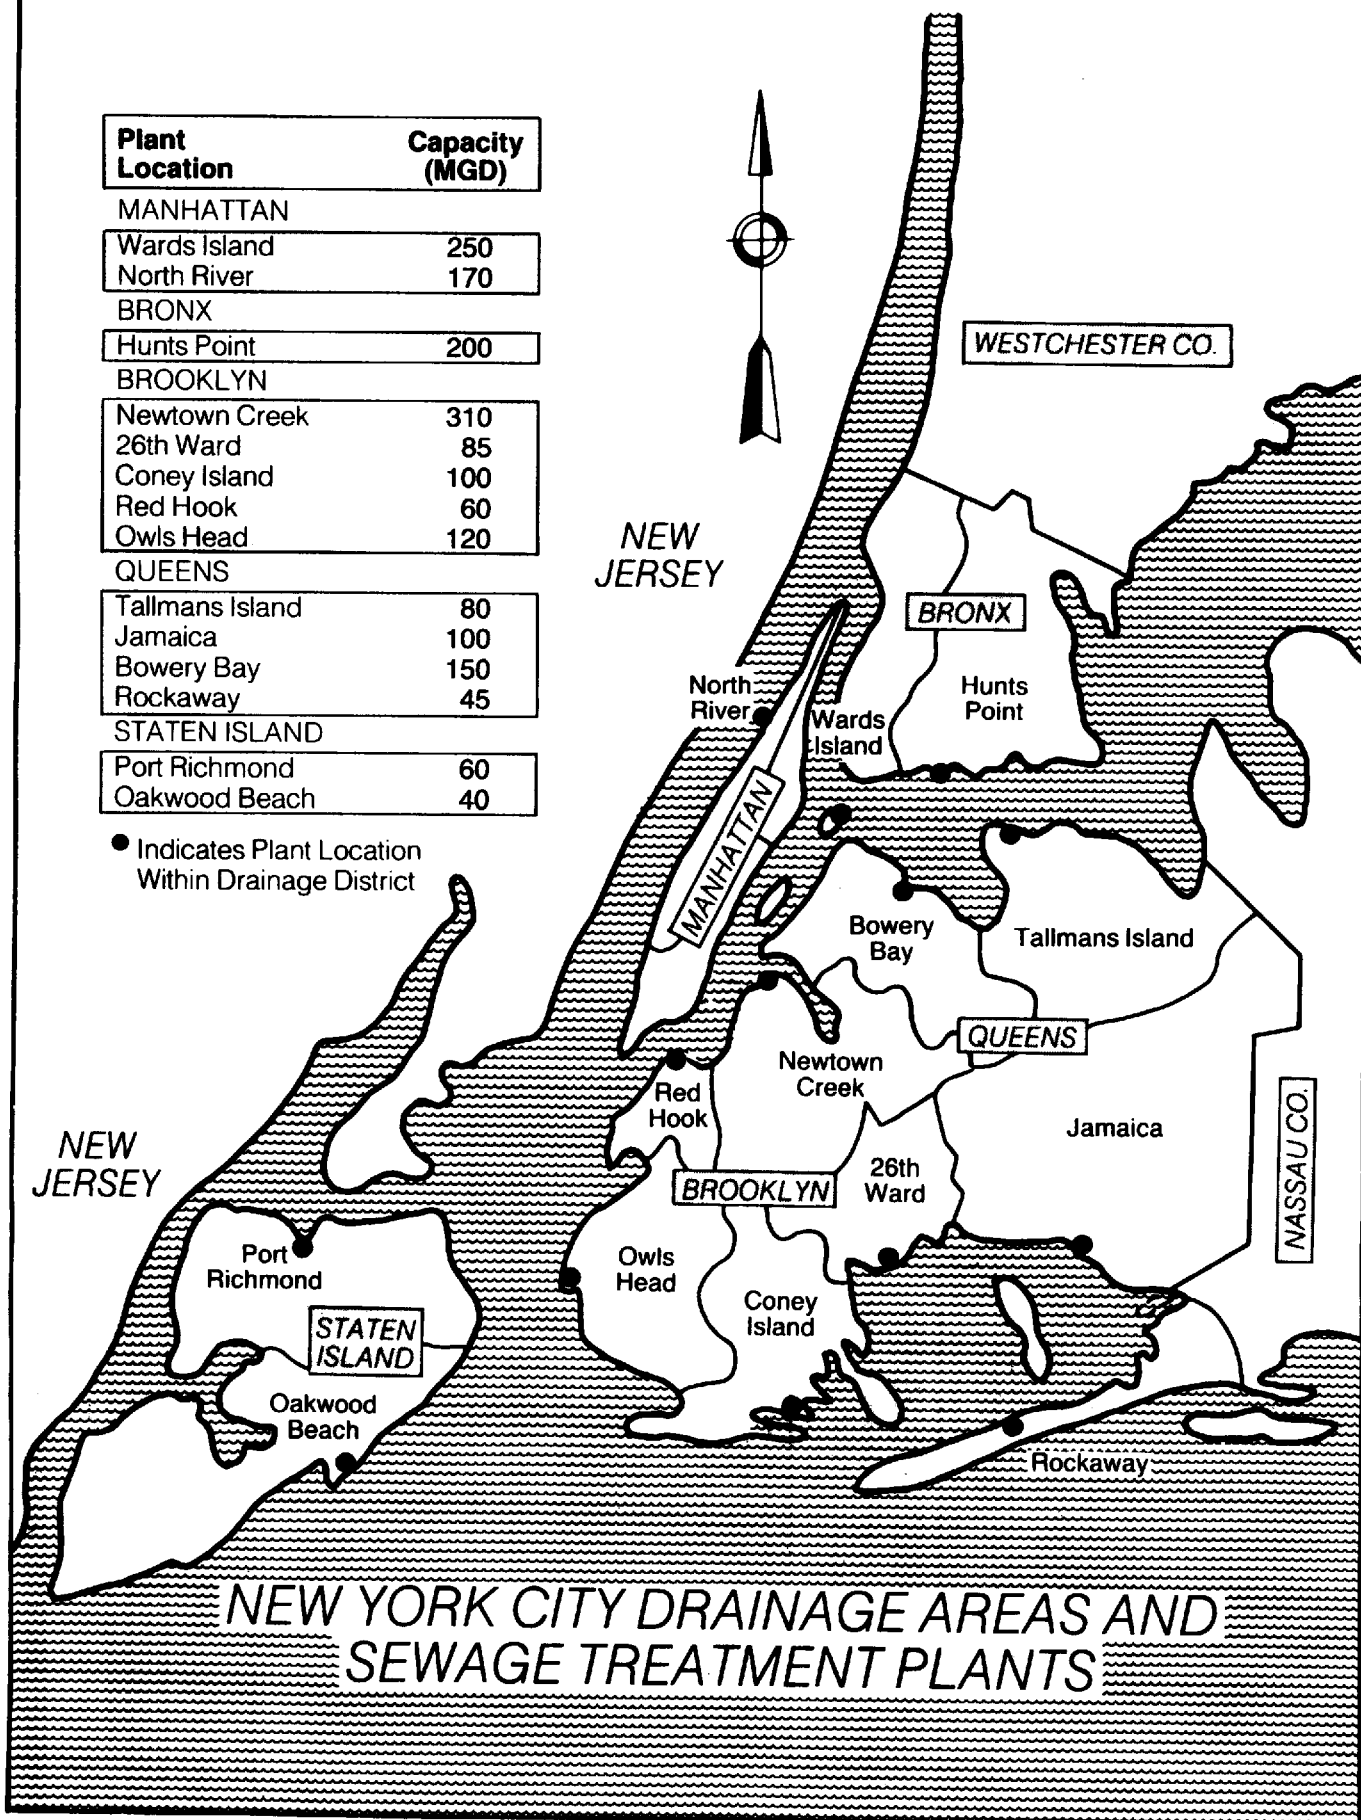 Plant Capacity
Location (MGD)
MANHATTAN
Wards Island 250
North River 170
BRONX
Hunts Point 200
BROOKLYN
Newtown Creek 310
26th Ward 85
Coney Island 100
Red Hook 60
Owls Head 120
QUEENS
Tallmans Island 80
Jamaica 100
Bowery Bay 150
Rockaway 45
STATEN ISLAND
Port Richmond 60
Oakwood Beach 40
● Indicates Plant Location
Within Drainage District
WESTCHESTER CO.
NEW
JERSEY
BRONX
North
River
Wards
Island
Hunts
Point
MANHATTAN
Bowery
Bay
Tallmans Island
QUEENS
Newtown
Creek
Red
Hook
Jamaica
NASSAU CO.
NEW
JERSEY
26th
Ward
BROOKLYN
Port
Richmond
Owls
Head
Coney
Island
STATEN
ISLAND
Oakwood
Beach
Rockaway
NEW YORK CITY DRAINAGE AREAS AND
SEWAGE TREATMENT PLANTS